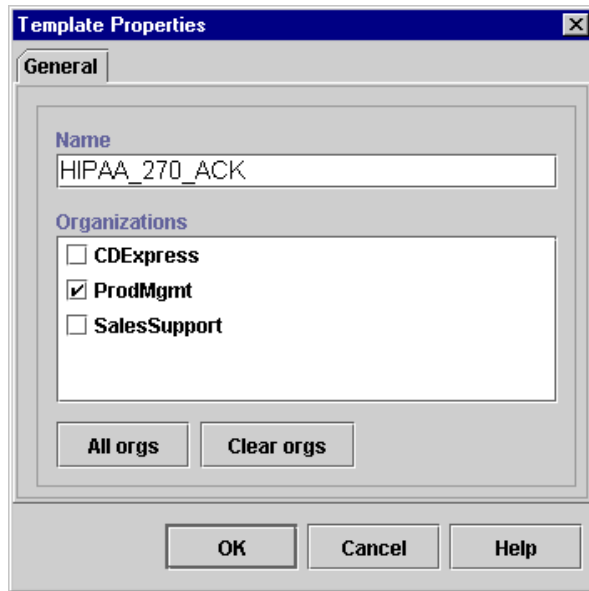 Template Properties
General
Name
HIPAA_270_ACK
Organizations
CDExpress
ProdMgmt
SalesSupport
All orgs Clear orgs
OK Cancel Help